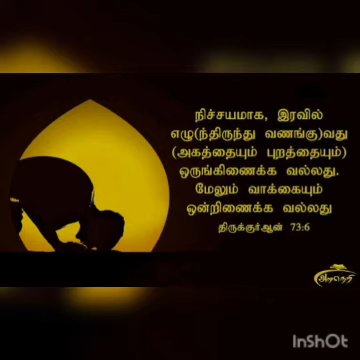 நிச்சயமாக, இரவில்
எழு(ந்திருந்து வணங்கு)வது
(அகத்தையும் புறத்தையும்)
ஒருங்கிணைக்க வல்லது.
மேலும் வாக்கையும்
ஒன்றிணைக்க வல்லது
திருக்குர்ஆன் 73:6
InShOt